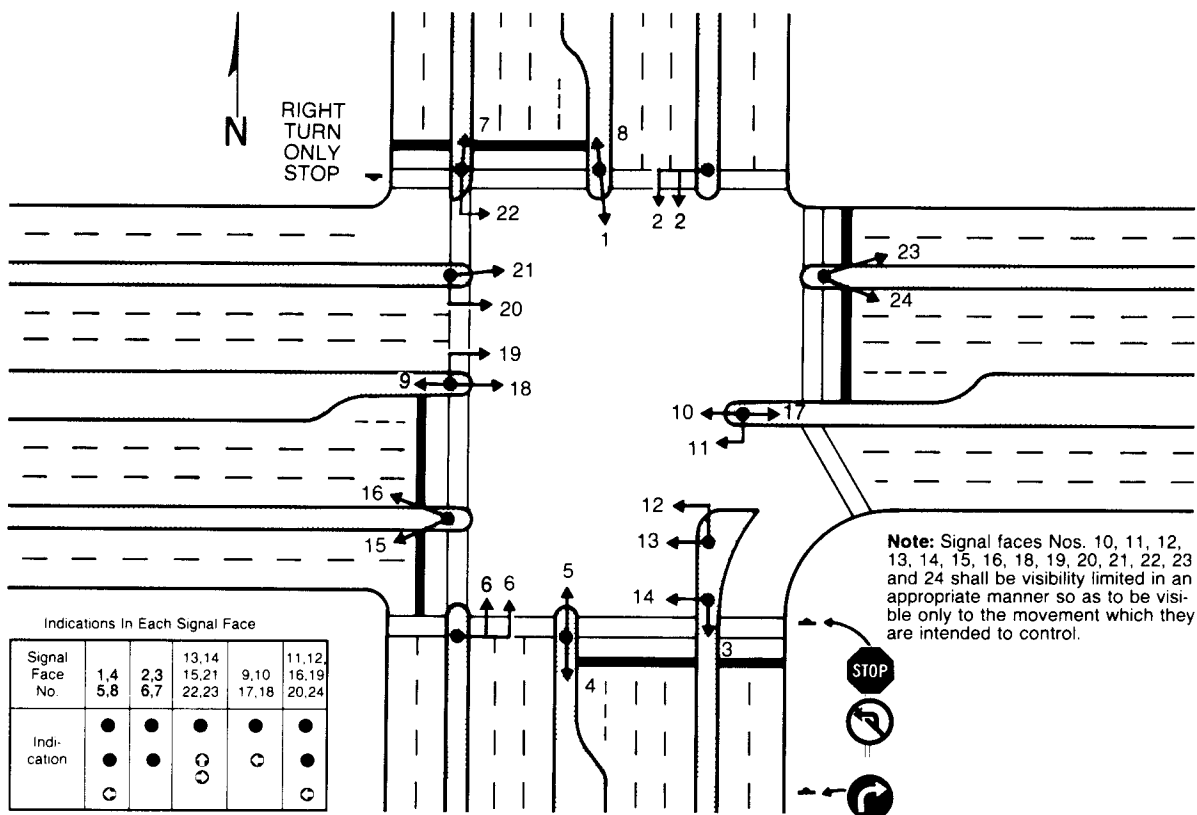 N
RIGHT
TURN
ONLY
STOP
7
8
22
1
2 2
21
20
23
24
19
9
18
10
17
11
16
15
12
13
14
6 6
5
3
4
Note: Signal faces Nos. 10, 11, 12,
13, 14, 15, 16, 18, 19, 20, 21, 22, 23
and 24 shall be visibility limited in an
appropriate manner so as to be visi-
ble only to the movement which they
are intended to control.
STOP
Indications In Each Signal Face
Signal Face No. 1,4 5,8 2,3 6,7 13,14 15,21 22,23 9,10 17,18 11,12, 16,19 20,24
Indi-
cation